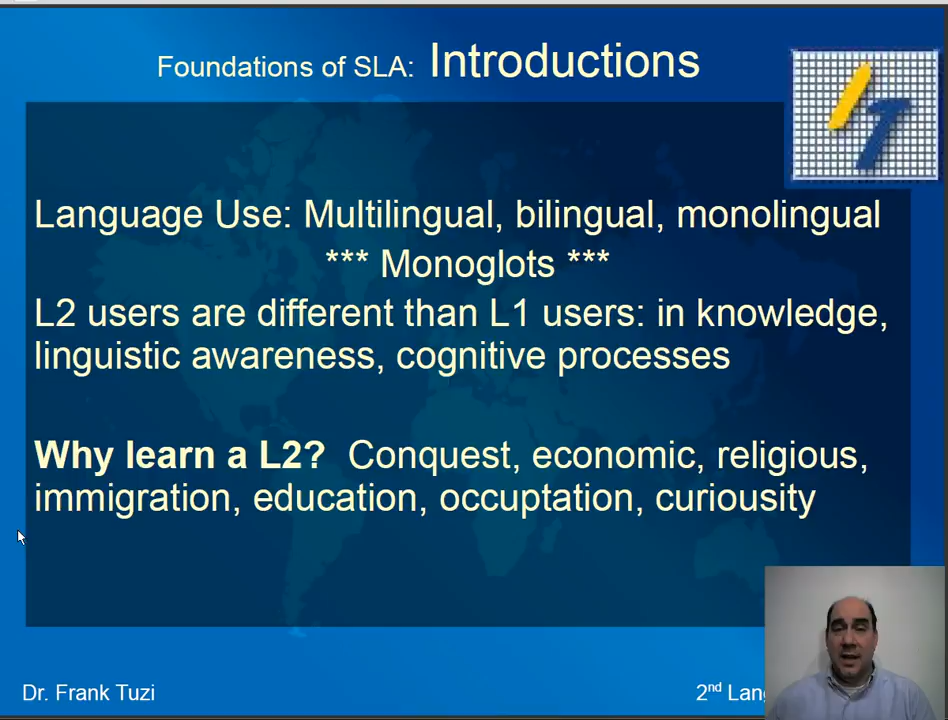 Foundations of SLA: Introductions
Language Use: Multilingual, bilingual, monolingual
*** Monoglots ***
L2 users are different than L1 users: in knowledge,
linguistic awareness, cognitive processes
Why learn a L2? Conquest, economic, religious,
immigration, education, occuptation, curiousity
Dr. Frank Tuzi
2nd Lang